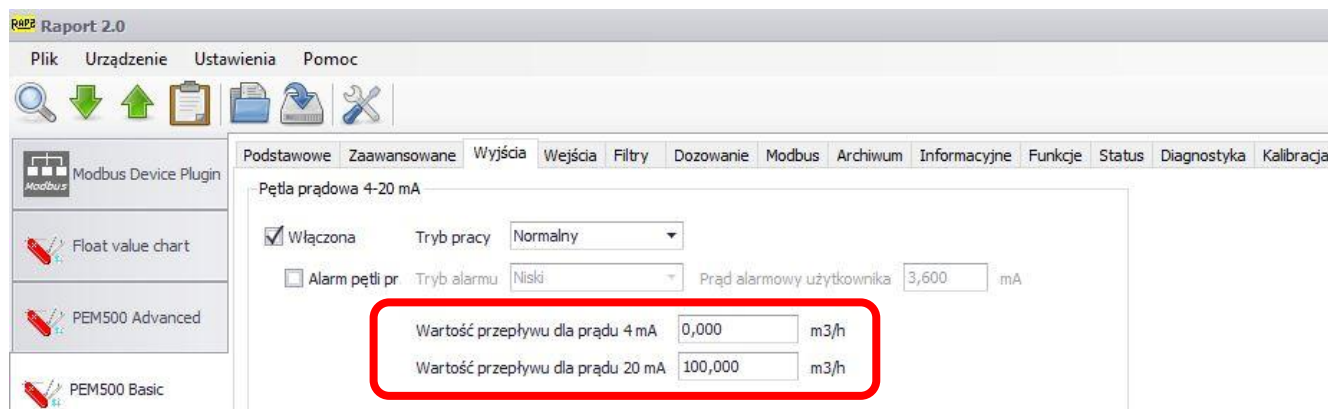 RAP2 Raport 2.0
Plik Urządzenie Ustawienia Pomoc
Podstawowe Zaawansowane Wyjścia Wejścia Filtry Dozowanie Modbus Archiwum Informacyjne Funkcje Status Diagnostyka Kalibracja
Modbus Modbus Device Plugin
Pętla prądowa 4-20 mA
Włączona Tryb pracy Normalny
Float value chart
Alarm pętli pr Tryb alarmu Niski Prąd alarmowy użytkownika 3,600 mA
PEM500 Advanced
Wartość przepływu dla prądu 4 mA 0,000 m3/h
Wartość przepływu dla prądu 20 mA 100,000 m3/h
PEM500 Basic